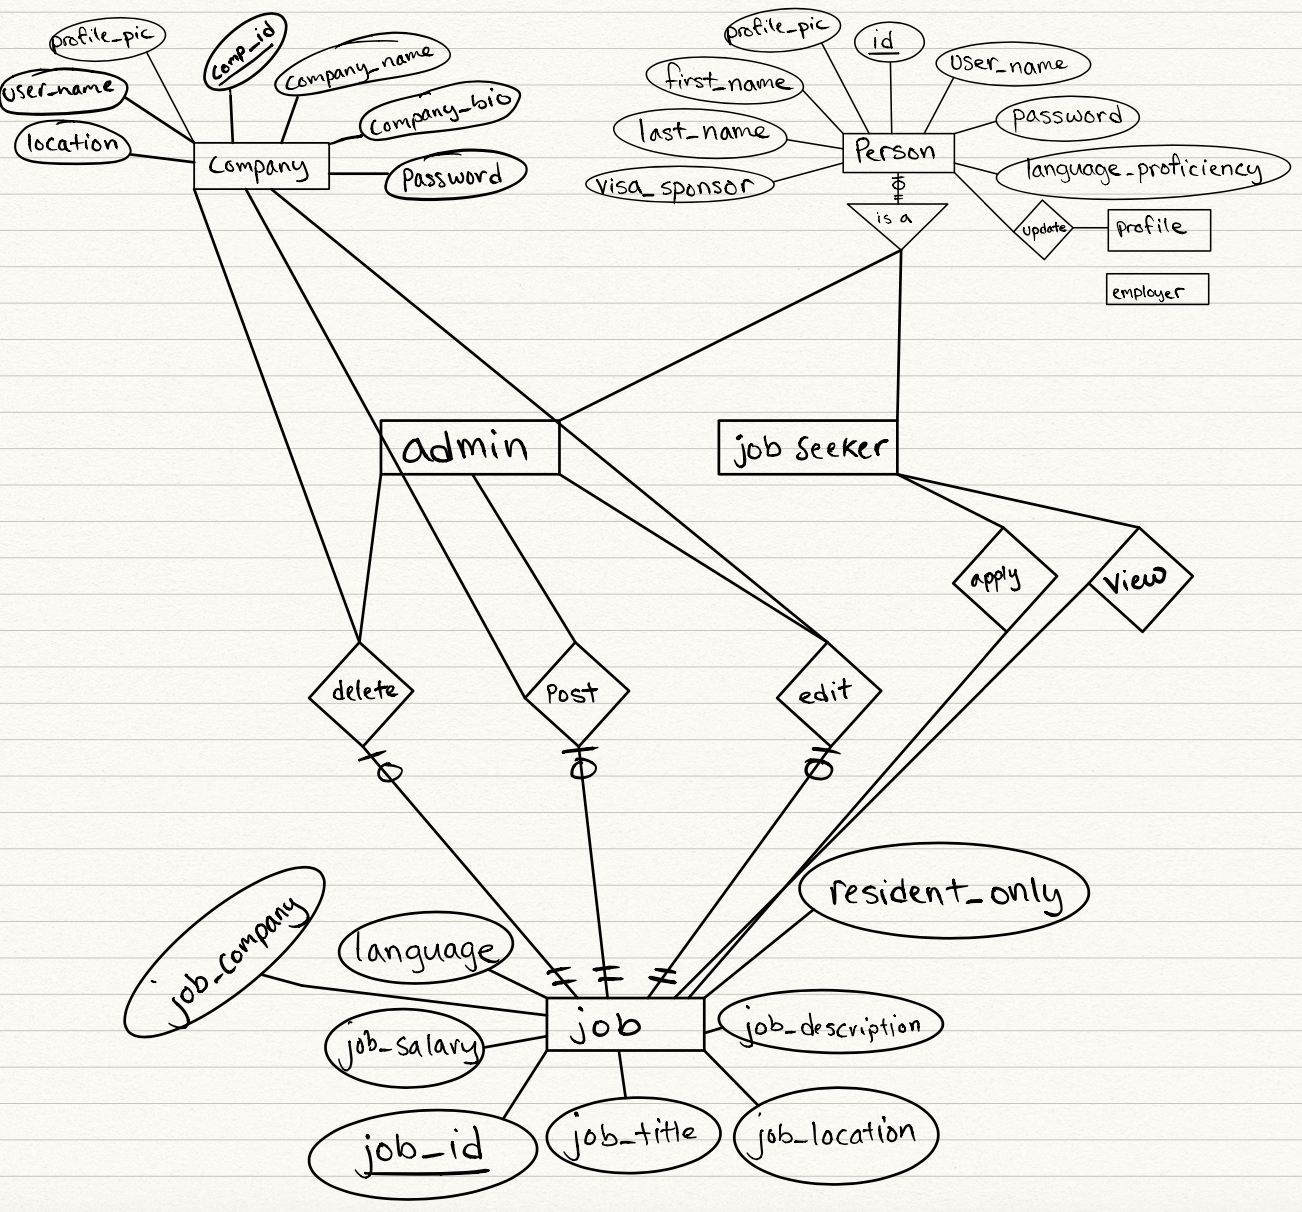 profile_pic
comp_id
company_name
user_name
company_bio
location
Company
Password
profile_pic
id
user_name
first_name
password
last_name
Person
language_proficiency
visa_sponsor
is a
update
profile
employer
admin
job seeker
apply
View
delete
Post
edit
resident_only
job_company
language
job
job_description
job_salary
job_id
job_title
job_location